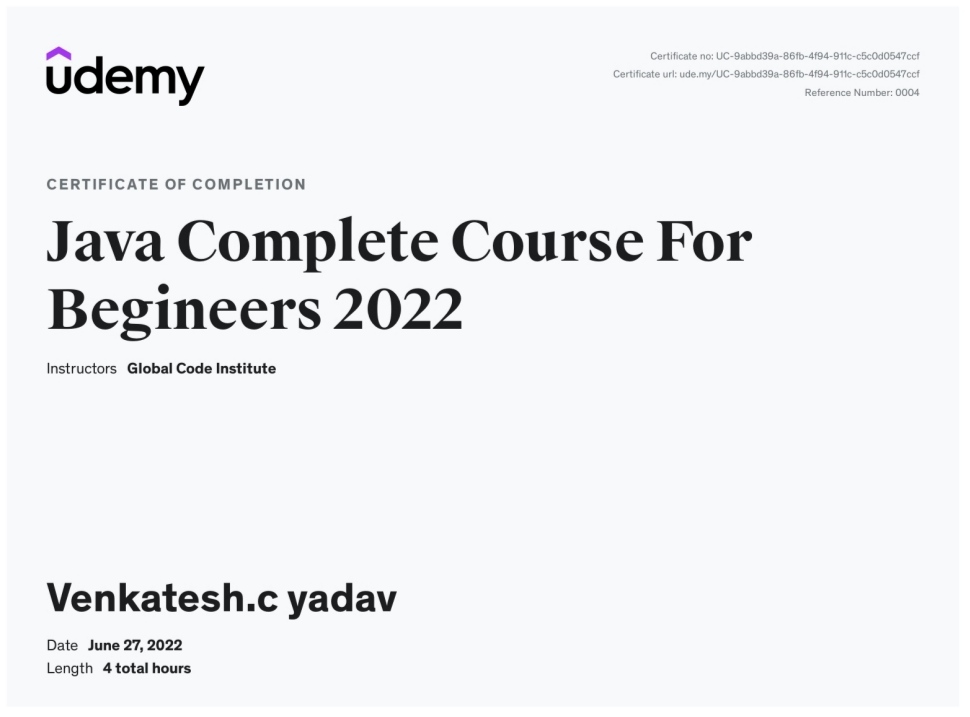 udemy
Certificate no: UC-9abbd39a-86fb-4f94-911c-c5c0d0547ccf
Certificate url: ude.my/UC-9abbd39a-86fb-4f94-911c-c5c0d0547ccf
Reference Number: 0004
CERTIFICATE OF COMPLETION
Java Complete Course For
Begineers 2022
Instructors Global Code Institute
Venkatesh.c yadav
Date June 27, 2022
Length 4 total hours